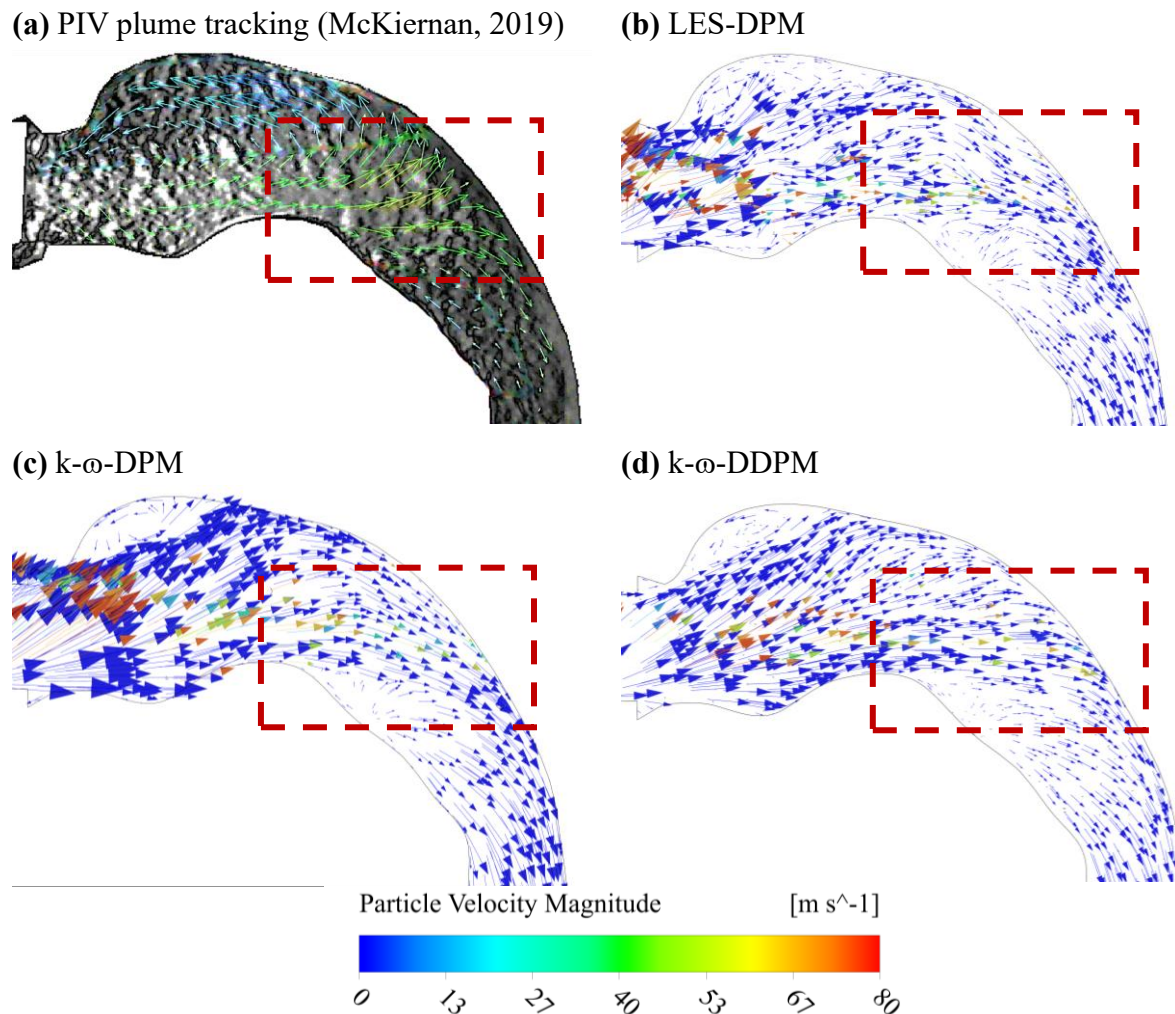 (a) PIV plume tracking (McKiernan, 2019)
(b) LES-DPM
(c) k-ω-DPM
(d) k-ω-DDPM
Particle Velocity Magnitude [m s^-1]
0 13 27 40 53 67 80